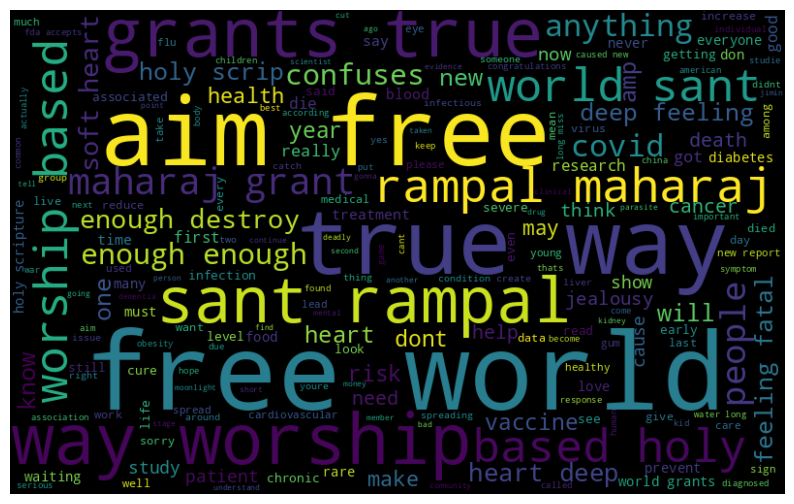 grants true
anything
aim free
world sant
holy scrip
confuses new
soft heart
health
deep feeling
worship based
year
covid
maharaj grant
rampal maharaj
enough destroy
enough enough
true way
sant rampal
free world
way worship
based holy
heart deep
feeling fatal
people
jealousy
vaccine
much
fda accepts
flu
cut
ago
eye
say
children
scientist
someone
congratulations
now
never
increase
individual
caused new
everyone
getting
don
good
studie
american
didnt
jimin
evidence
associated
die
said
blood
infectious
amp
among
actually
common
tell
group
live
next
reduce
really
take
body
best
according
yes
point
taken
keep
catch
put
gonna
please
mean
virus
long miss
china
research
death
got
diabetes
clinical
drug
parasite
important
think
cancer
died
day
new report
symptom
medical
treatment
severe
every
first
two
time
continue
deadly
second
game
cant
even
young
thats
may
show
one
used
many
mar
going
holy scripture
infection
person
dementia
found
another
condition
create
thing
liver
come
kidney
will
must
lead
mental
find
data
become
aim
issue
want
level
food
heart
dont
help
read
early
last
still
right
cure
obesity
due
hope
youre
look
risk
need
know
moonlight
short
money
healthy
response
gum
love
cause
human
association
work
life
spread
around
cardiovascular
member
bad
spreading
see
give
water long
kid
care
sorry
stage
waiting
study
patient
chronic
rare
make
prevent
sign
serious
well
understand
community
called
world grants
diagnosed